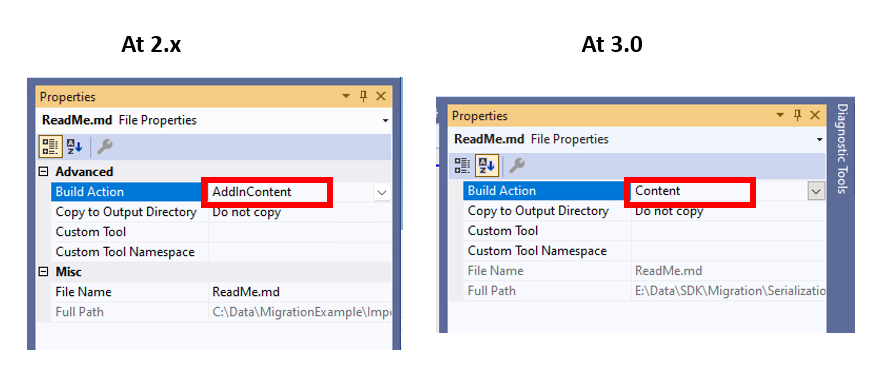 At 2.x
Properties
ReadMe.md File Properties
Advanced
Build Action AddInContent
Copy to Output Directory Do not copy
Custom Tool
Custom Tool Namespace
Misc
File Name ReadMe.md
Full Path C:\Data\MigrationExample\Impo
At 3.0
Properties
ReadMe.md File Properties
Build Action Content
Copy to Output Directory Do not copy
Custom Tool
Custom Tool Namespace
File Name ReadMe.md
Full Path E:\Data\SDK\Migration\Serializatio
Diagnostic Tools